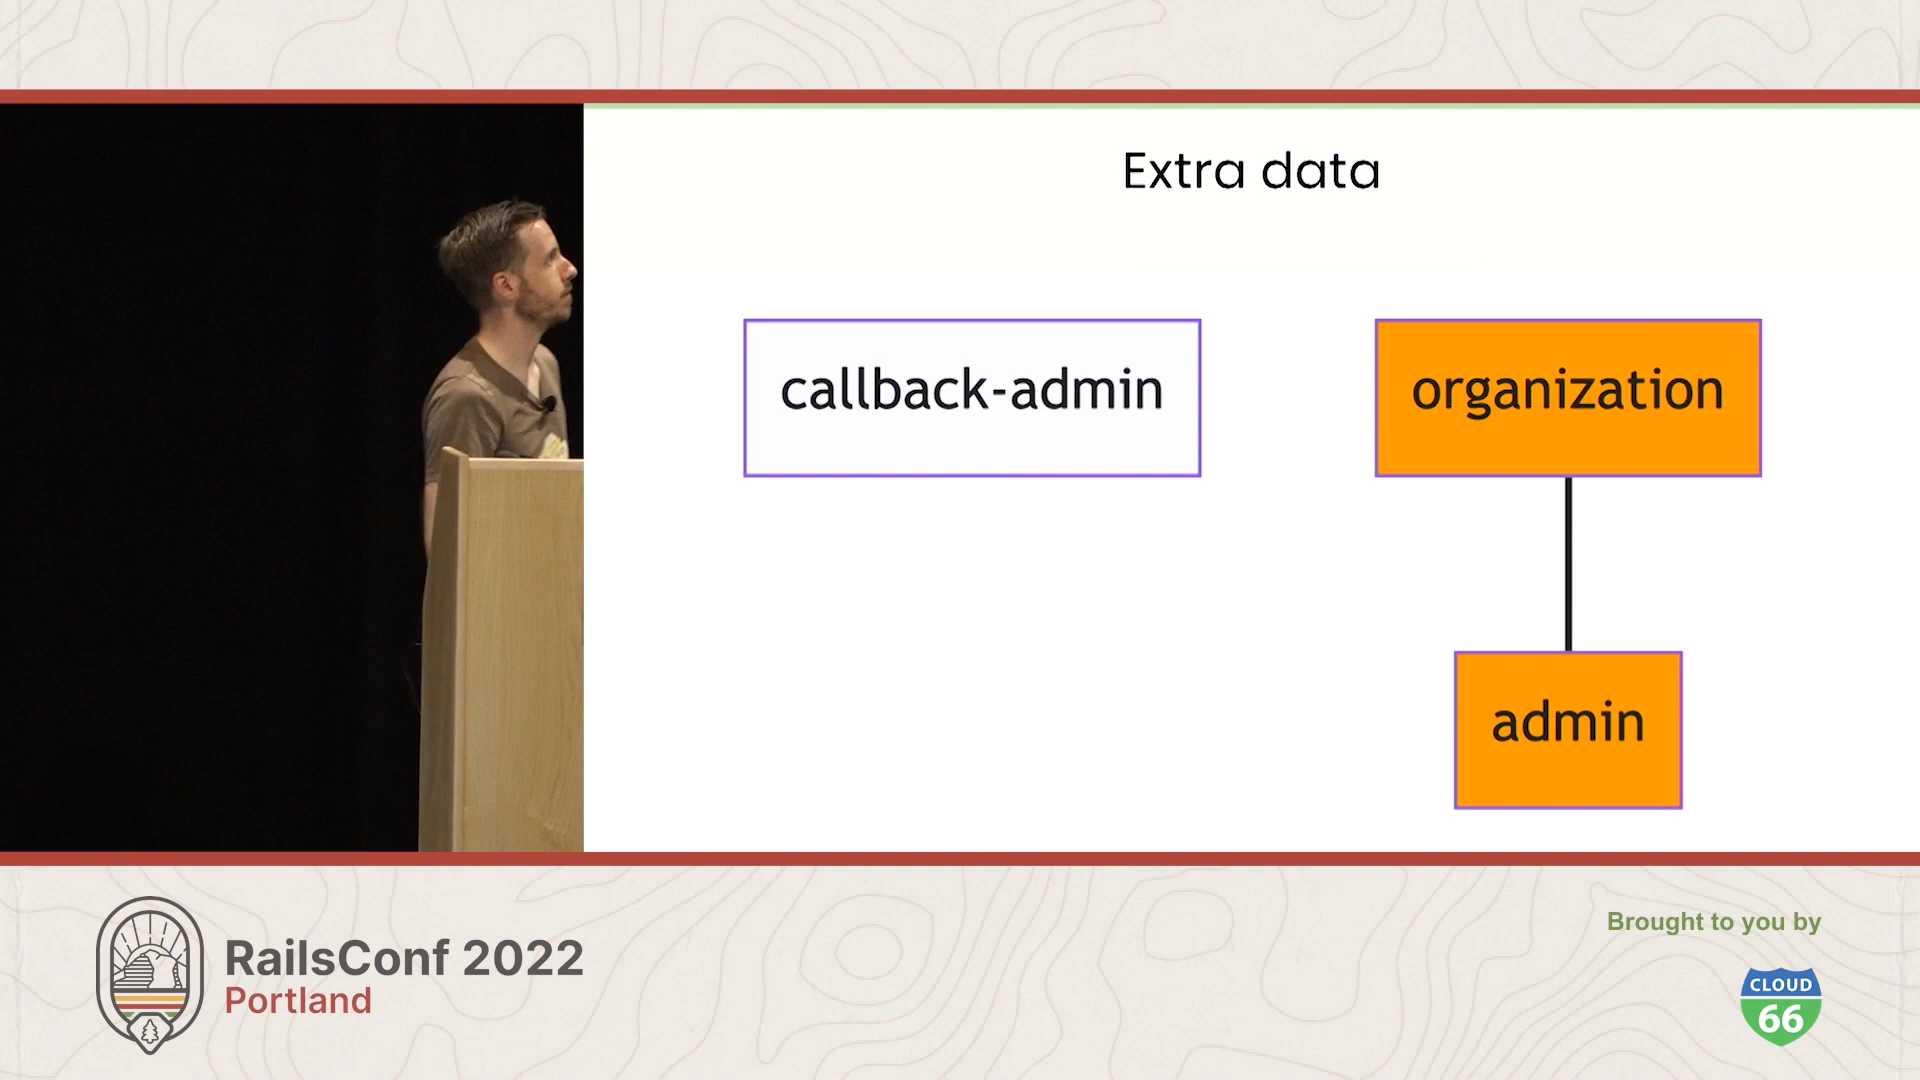 Extra data
callback-admin
organization
admin
RailsConf 2022
Portland
Brought to you by
CLOUD
66